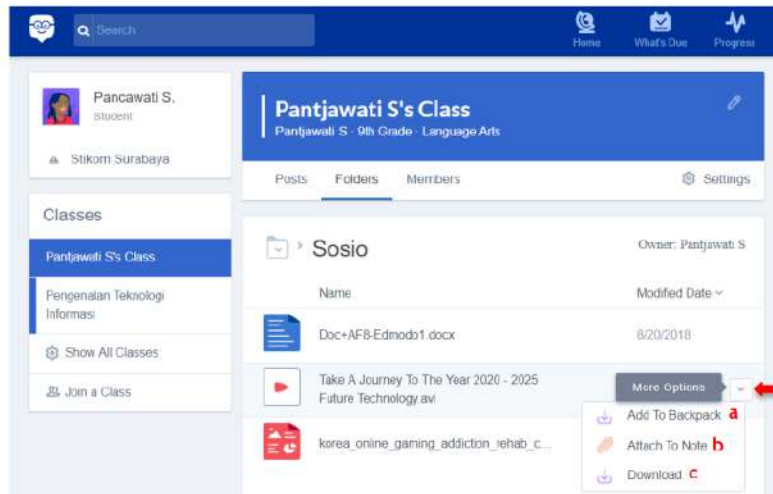 Search
Home
What's Due
Progress
Pancawati S.
Student
Stikom Surabaya
Classes
Pantjawati S's Class
Pengenalan Teknologi
Informasi
Show All Classes
Join a Class
Pantjawati S's Class
Pantjawati S · 9th Grade · Language Arts
Posts Folders Members Settings
Sosio Owner: Pantjawati S
Name Modified Date
Doc+AF8-Edmodo1.docx 8/20/2018
Take A Journey To The Year 2020 - 2025
Future Technology.avi
More Options
korea_online_gaming_addiction_rehab_c...
Add To Backpack a
Attach To Note b
Download c